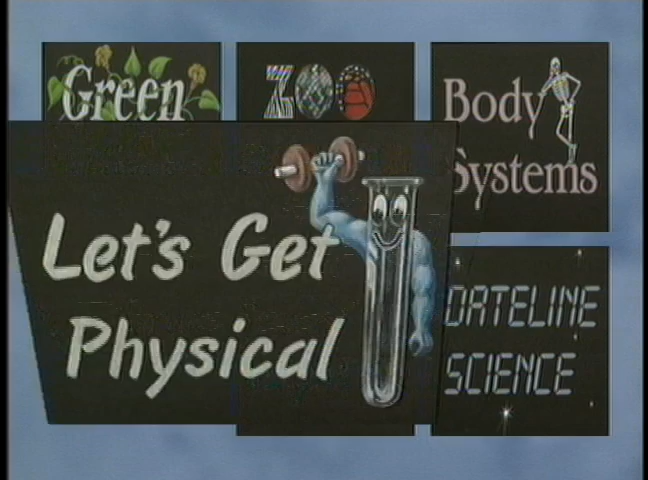 Green
ZOO
Body
Systems
Let's Get
Physical
DATELINE
SCIENCE